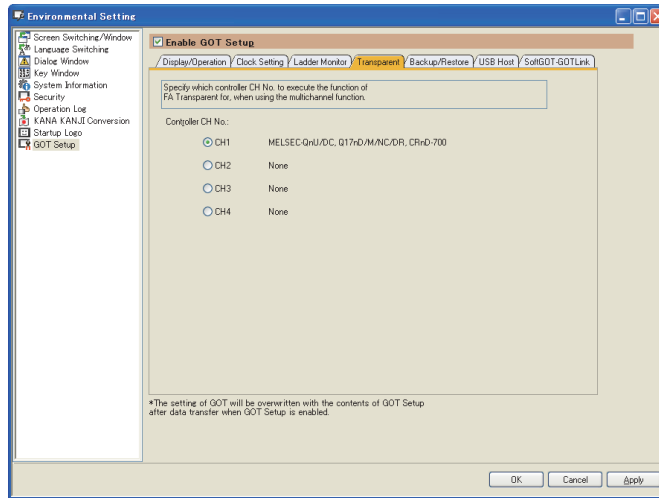 Environmental Setting
Screen Switching/Window
Language Switching
Dialog Window
Key Window
System Information
Security
Operation Log
KANA KANJI Conversion
Startup Logo
GOT Setup
Enable GOT Setup
Display/Operation Clock Setting Ladder Monitor Transparent Backup/Restore USB Host SoftGOT-GOTLink
Specify which controller CH No. to execute the function of
FA Transparent for, when using the multichannel function.
Controller CH No.:
CH1 MELSEC-QnU/DC, Q17nD/M/NC/DR, CRnD-700
CH2 None
CH3 None
CH4 None
*The setting of GOT will be overwritten with the contents of GOT Setup
after data transfer when GOT Setup is enabled.
OK Cancel Apply